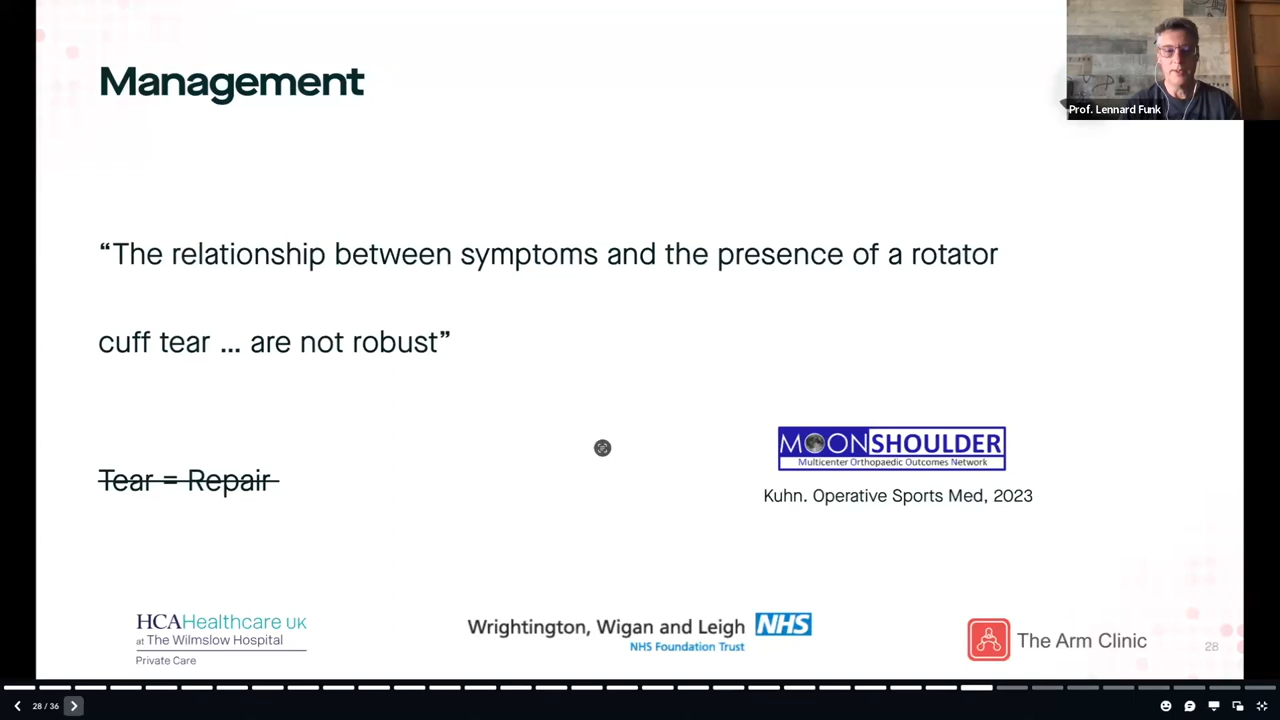 Management
Prof. Lennard Funk
“The relationship between symptoms and the presence of a rotator
cuff tear ... are not robust”
MOONSHOULDER
Multicenter Orthopaedic Outcomes Network
Tear = Repair
Kuhn. Operative Sports Med, 2023
HCAHealthcare UK
at The Wilmslow Hospital
Private Care
Wrightington, Wigan and Leigh NHS
NHS Foundation Trust
The Arm Clinic
28
28 / 36